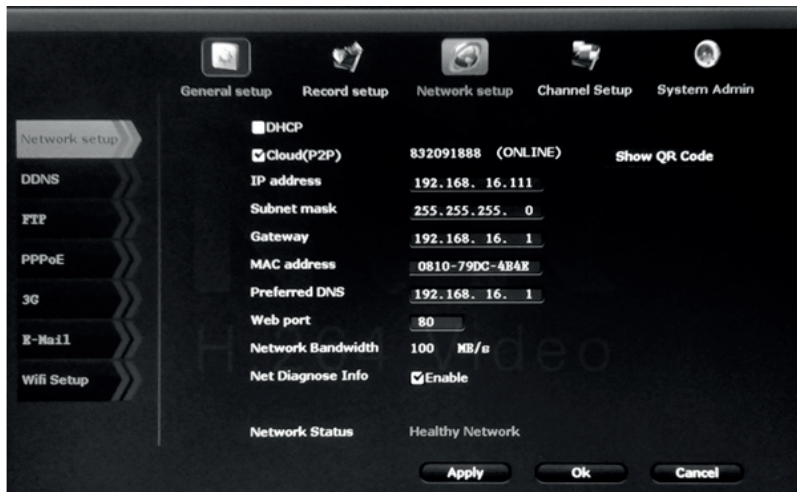 General setup Record setup Network setup Channel Setup System Admin
Network setup
DDNS
FTP
PPPoE
3G
E-Mail
Wifi Setup
DHCP
Cloud(P2P) 832091888 (ONLINE) Show QR Code
IP address 192.168. 16.111
Subnet mask 255.255.255. 0
Gateway 192.168. 16. 1
MAC address 0810-79DC-4B4E
Preferred DNS 192.168. 16. 1
Web port 80
Network Bandwidth 100 MB/s
Net Diagnose Info Enable
Network Status Healthy Network
Apply Ok Cancel
H.264 Video